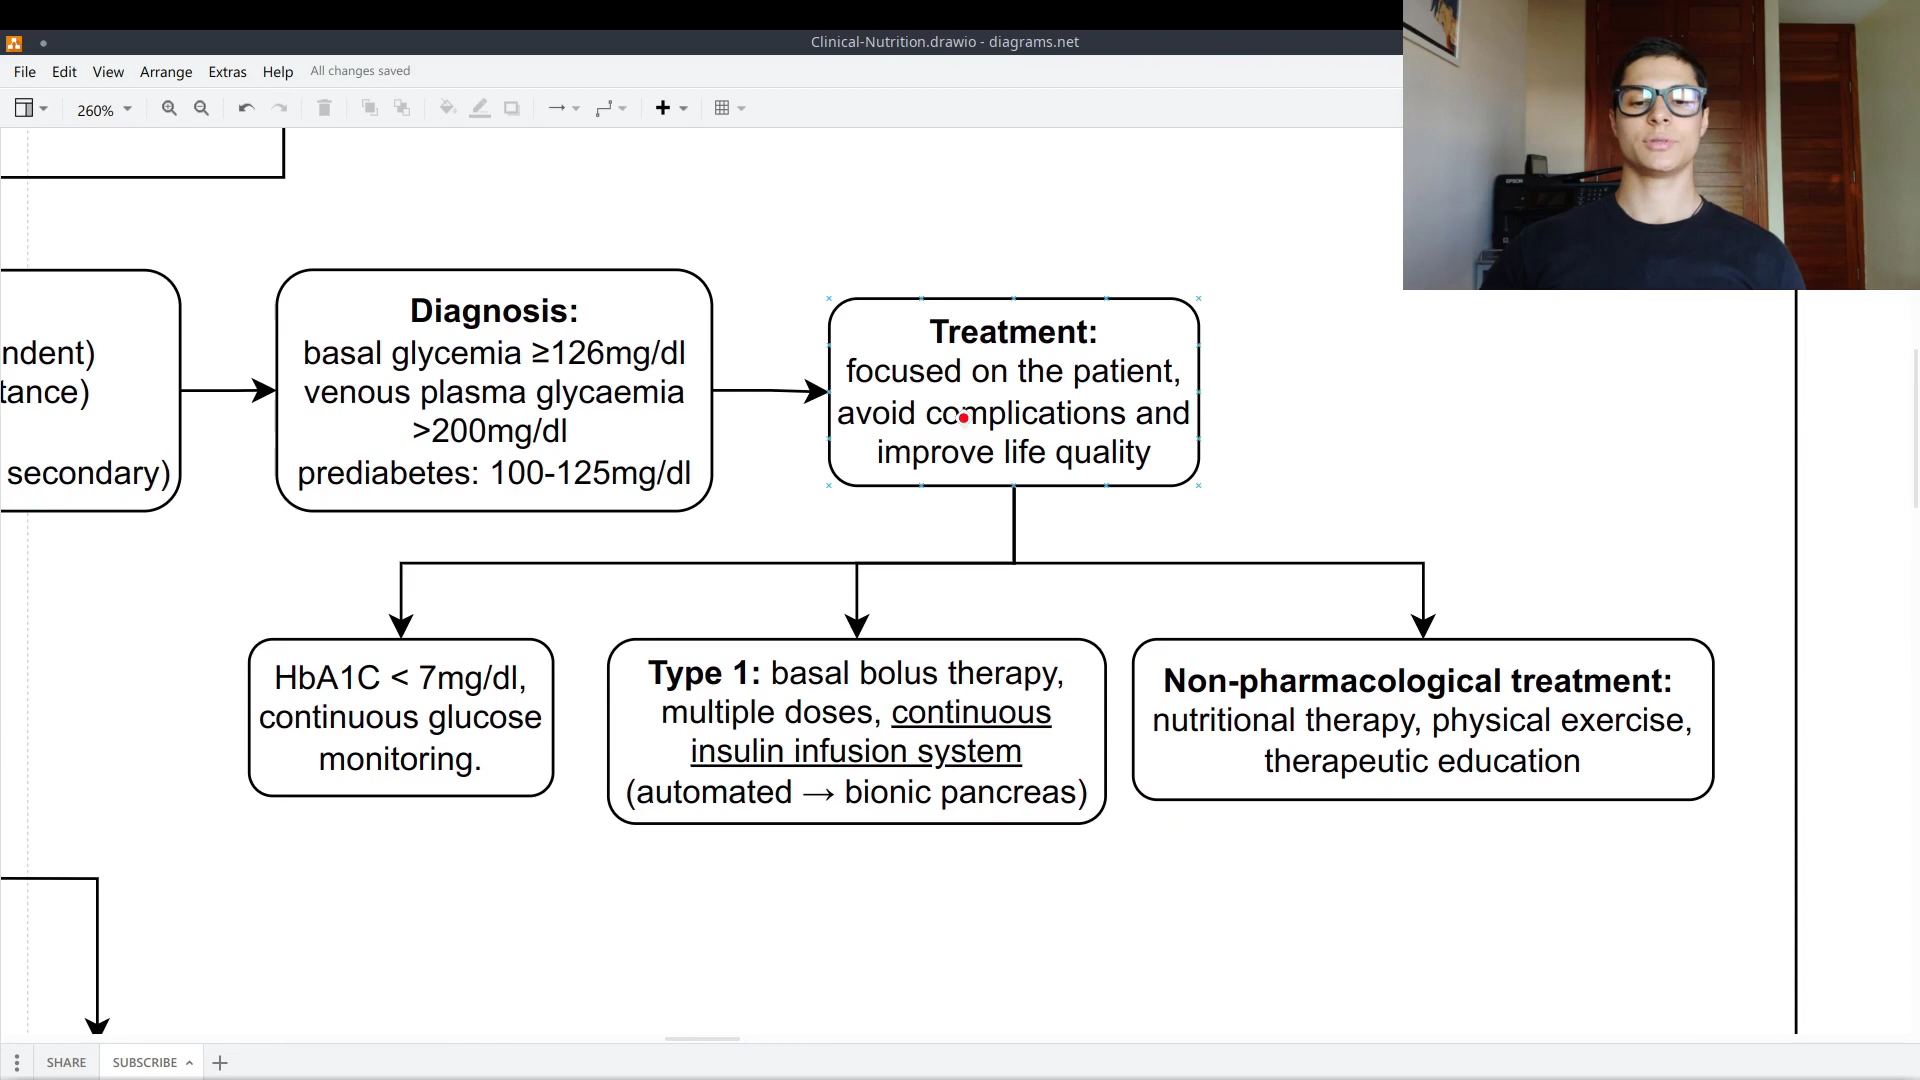 Clinical-Nutrition.drawio - diagrams.net
File Edit View Arrange Extras Help All changes saved
260%
EPSON
ndent)
tance)
secondary)
Diagnosis:
basal glycemia ≥126mg/dl
venous plasma glycaemia
>200mg/dl
prediabetes: 100-125mg/dl
Treatment:
focused on the patient,
avoid complications and
improve life quality
HbA1C < 7mg/dl,
continuous glucose
monitoring.
Type 1: basal bolus therapy,
multiple doses, continuous
insulin infusion system
(automated → bionic pancreas)
Non-pharmacological treatment:
nutritional therapy, physical exercise,
therapeutic education
SHARE SUBSCRIBE